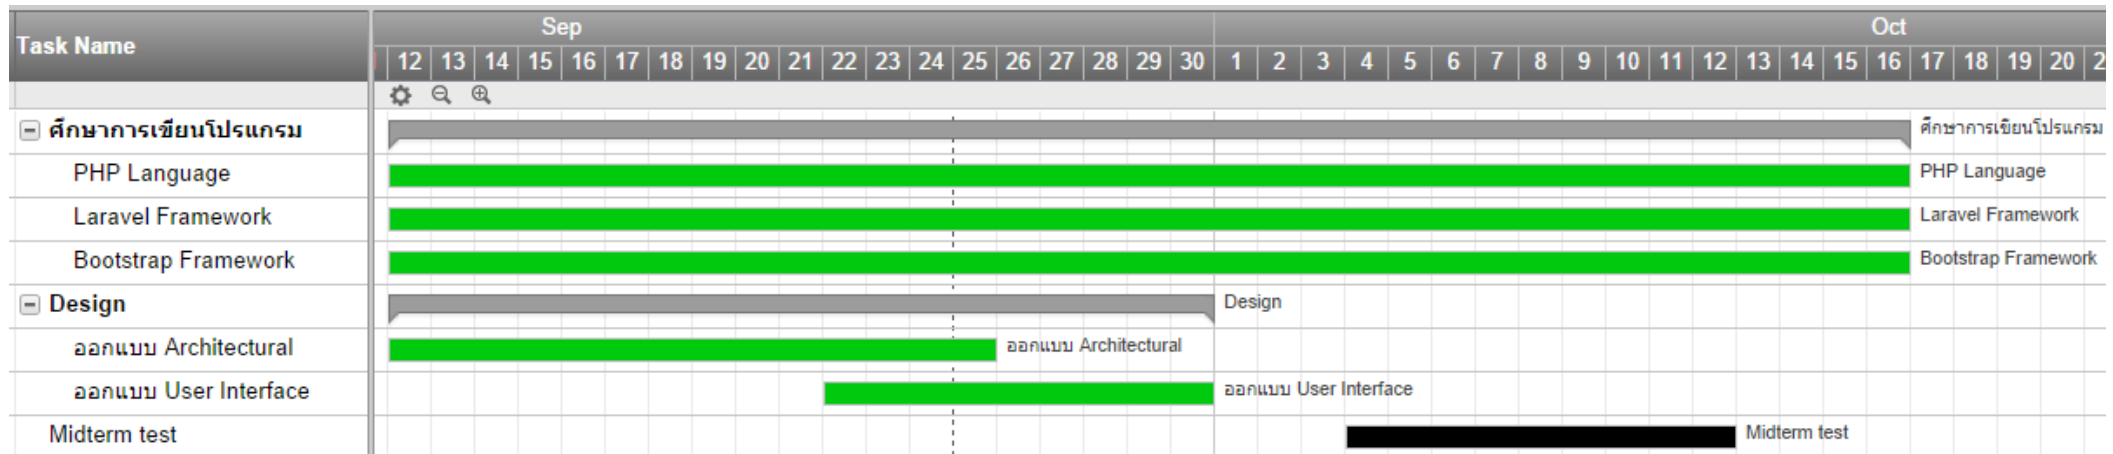 Sep Oct
Task Name
12 13 14 15 16 17 18 19 20 21 22 23 24 25 26 27 28 29 30 1 2 3 4 5 6 7 8 9 10 11 12 13 14 15 16 17 18 19 20 2
ศึกษาการเขียนโปรแกรม ศึกษาการเขียนโปรแกรม
PHP Language PHP Language
Laravel Framework Laravel Framework
Bootstrap Framework Bootstrap Framework
Design Design
ออกแบบ Architectural ออกแบบ Architectural
ออกแบบ User Interface ออกแบบ User Interface
Midterm test Midterm test